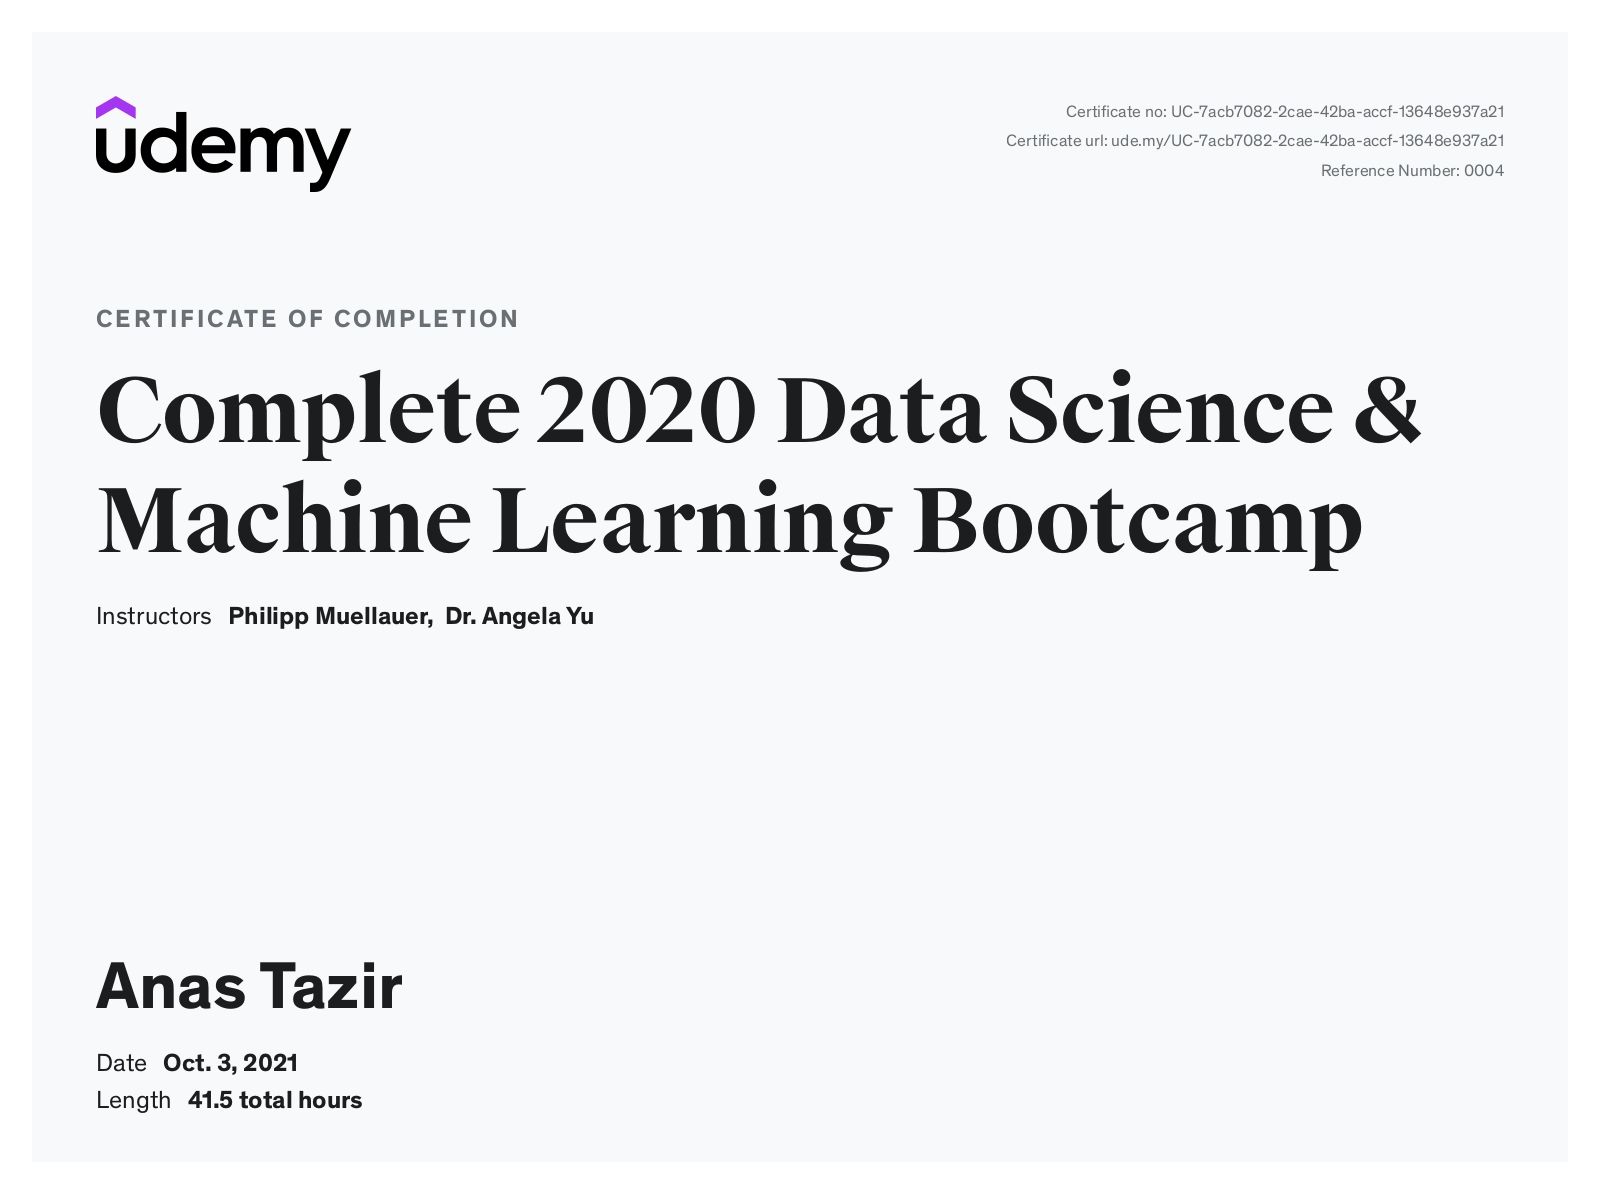 udemy
Certificate no: UC-7acb7082-2cae-42ba-accf-13648e937a21
Certificate url: ude.my/UC-7acb7082-2cae-42ba-accf-13648e937a21
Reference Number: 0004
CERTIFICATE OF COMPLETION
Complete 2020 Data Science &
Machine Learning Bootcamp
Instructors Philipp Muellauer, Dr. Angela Yu
Anas Tazir
Date Oct. 3, 2021
Length 41.5 total hours